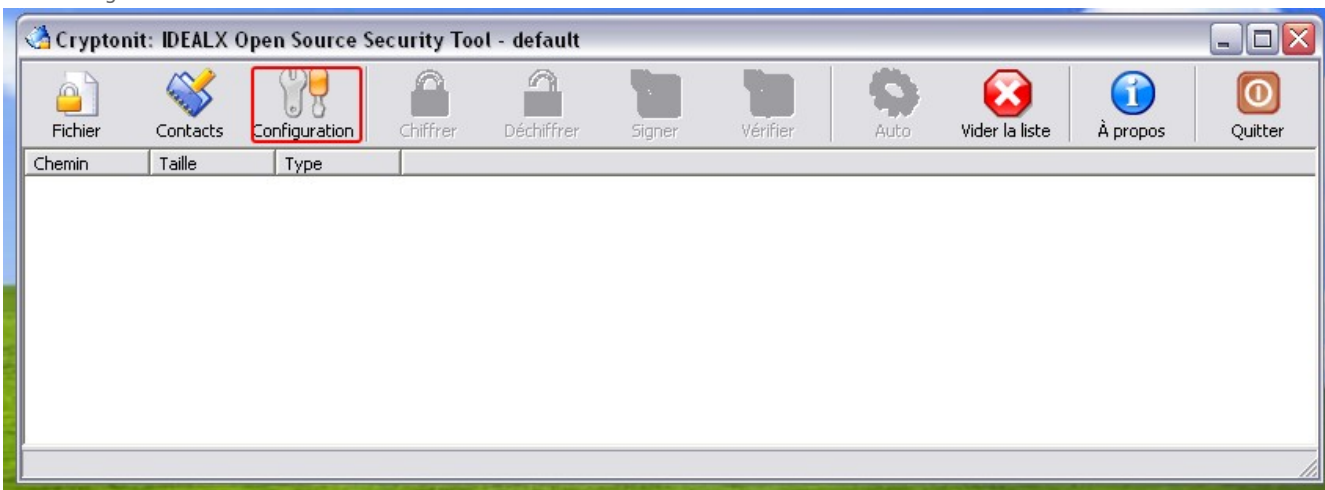 Cryptonit: IDEALX Open Source Security Tool - default
Fichier Contacts Configuration Chiffrer Déchiffrer Signer Vérifier Auto Vider la liste À propos Quitter
Chemin Taille Type